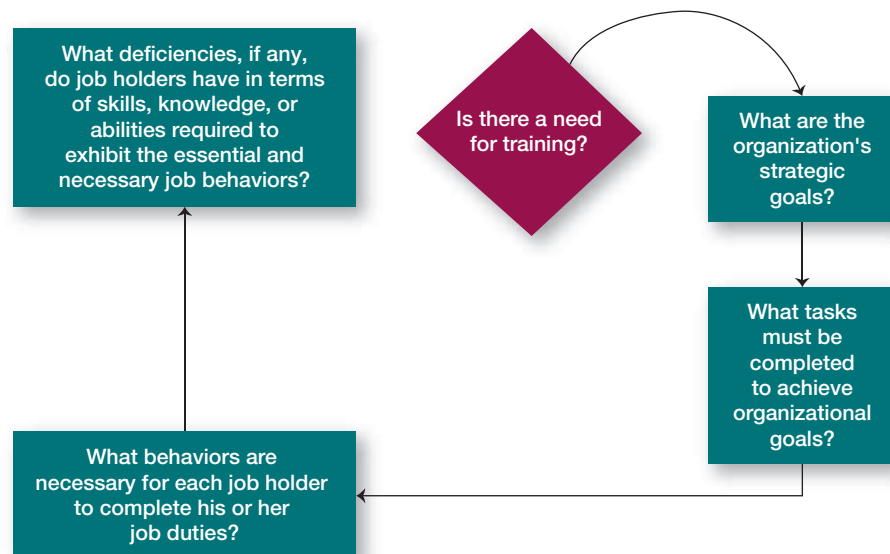 What deficiencies, if any,
do job holders have in terms
of skills, knowledge, or
abilities required to
exhibit the essential and
necessary job behaviors?
Is there a need
for training?
What are the
organization's
strategic
goals?
What tasks
must be
completed
to achieve
organizational
goals?
What behaviors are
necessary for each job holder
to complete his or her
job duties?